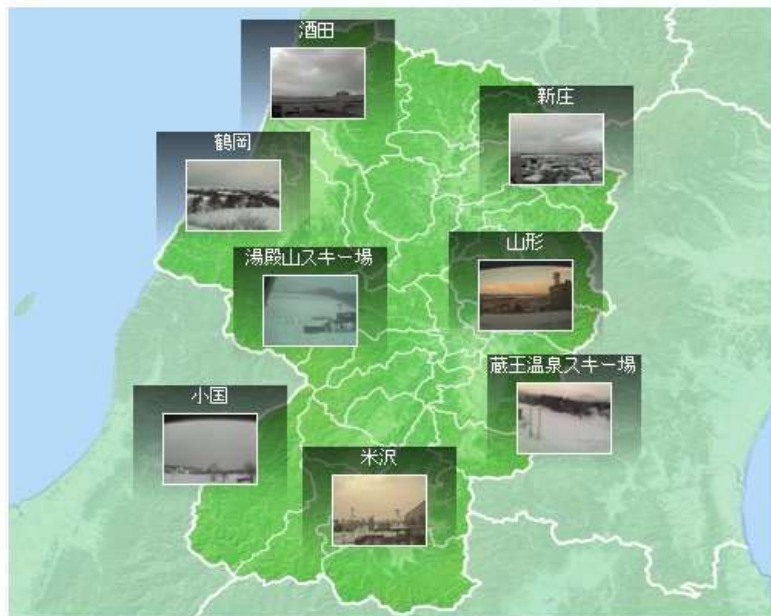 酒田
新庄
鶴岡
山形
湯殿山スキー場
蔵王温泉スキー場
小国
米沢